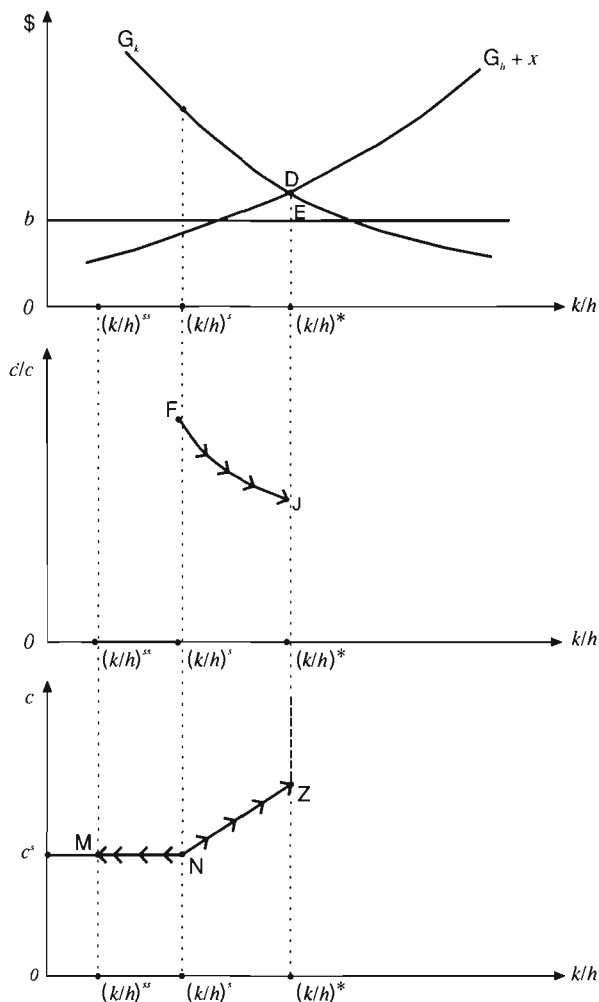 $
G_k
G_h + x
D
b
E
0
(k/h)^ss
(k/h)^s
(k/h)*
k/h
ċ/c
F
J
0
(k/h)^ss
(k/h)^s
(k/h)*
k/h
c
Z
M
c^s
N
0
(k/h)^ss
(k/h)^s
(k/h)*
k/h